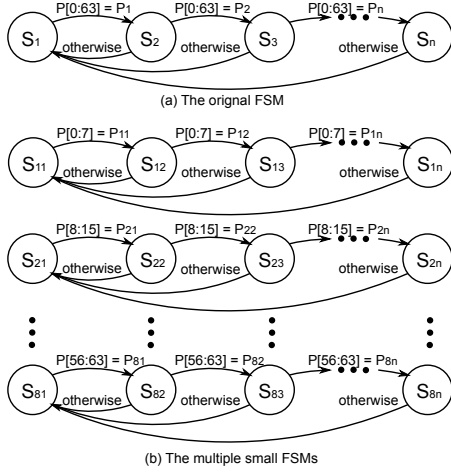 P[0:63] = P1 P[0:63] = P2 P[0:63] = Pn
S1 S2 S3 Sn
otherwise otherwise otherwise
(a) The orignal FSM
P[0:7] = P11 P[0:7] = P12 P[0:7] = P1n
S11 S12 S13 S1n
otherwise otherwise otherwise
P[8:15] = P21 P[8:15] = P22 P[8:15] = P2n
S21 S22 S23 S2n
otherwise otherwise otherwise
P[56:63] = P81 P[56:63] = P82 P[56:63] = P8n
S81 S82 S83 S8n
otherwise otherwise otherwise
(b) The multiple small FSMs